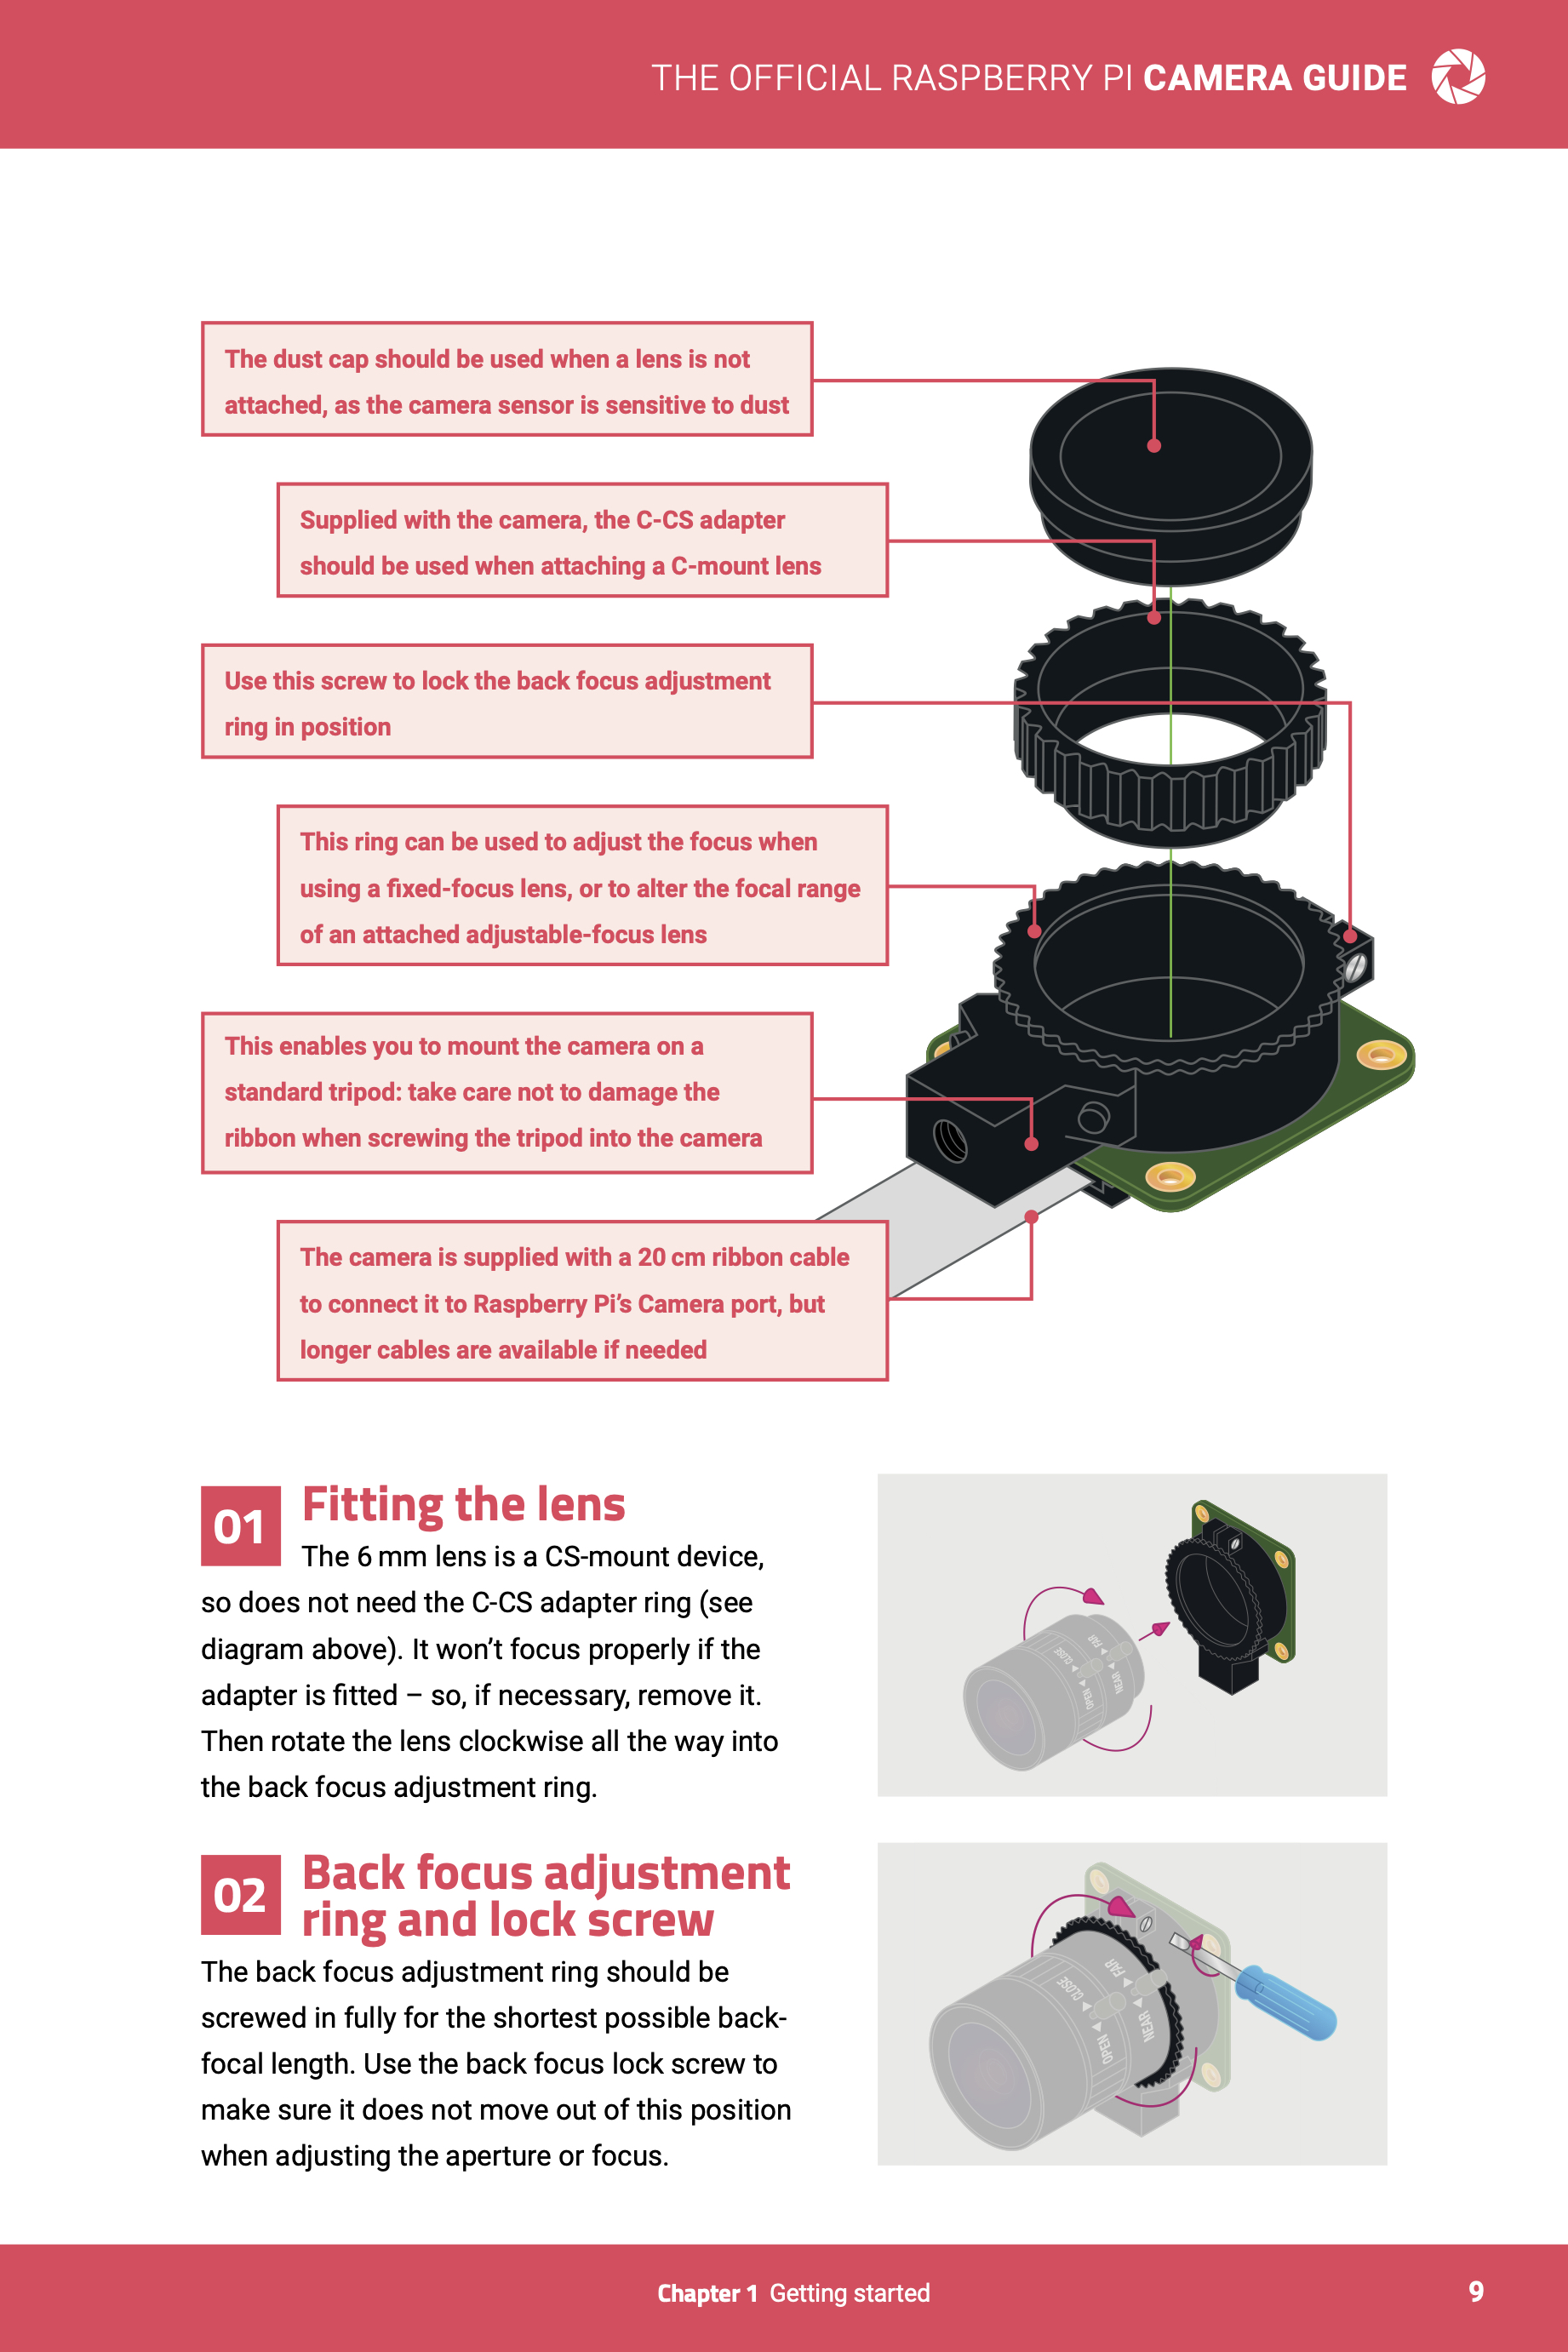 THE OFFICIAL RASPBERRY PI CAMERA GUIDE
The dust cap should be used when a lens is not
attached, as the camera sensor is sensitive to dust
Supplied with the camera, the C-CS adapter
should be used when attaching a C-mount lens
Use this screw to lock the back focus adjustment
ring in position
This ring can be used to adjust the focus when
using a fixed-focus lens, or to alter the focal range
of an attached adjustable-focus lens
This enables you to mount the camera on a
standard tripod: take care not to damage the
ribbon when screwing the tripod into the camera
The camera is supplied with a 20 cm ribbon cable
to connect it to Raspberry Pi’s Camera port, but
longer cables are available if needed
01
Fitting the lens
The 6 mm lens is a CS-mount device,
so does not need the C-CS adapter ring (see
diagram above). It won’t focus properly if the
adapter is fitted – so, if necessary, remove it.
Then rotate the lens clockwise all the way into
the back focus adjustment ring.
CLOSE
OPEN
FAR
NEAR
02
Back focus adjustment
ring and lock screw
The back focus adjustment ring should be
screwed in fully for the shortest possible back-
focal length. Use the back focus lock screw to
make sure it does not move out of this position
when adjusting the aperture or focus.
CLOSE
OPEN
FAR
NEAR
Chapter 1 Getting started
9